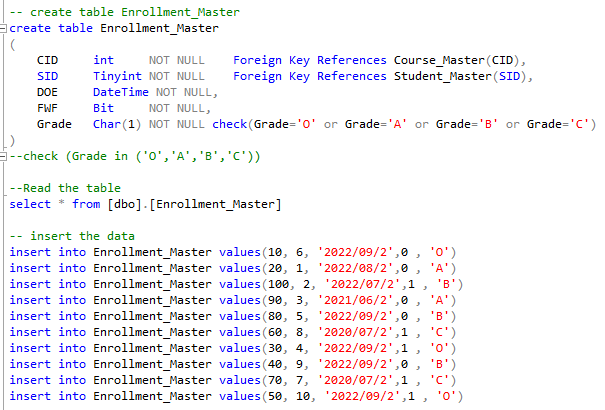 -- create table Enrollment_Master
create table Enrollment_Master
(
CID int NOT NULL Foreign Key References Course_Master(CID),
SID Tinyint NOT NULL Foreign Key References Student_Master(SID),
DOE DateTime NOT NULL,
FWF Bit NOT NULL,
Grade Char(1) NOT NULL check(Grade='O' or Grade='A' or Grade='B' or Grade='C')
)
--check (Grade in ('O','A','B','C'))
--Read the table
select * from [dbo].[Enrollment_Master]
-- insert the data
insert into Enrollment_Master values(10, 6, '2022/09/2',0 , 'O')
insert into Enrollment_Master values(20, 1, '2022/08/2',0 , 'A')
insert into Enrollment_Master values(100, 2, '2022/07/2',1 , 'B')
insert into Enrollment_Master values(90, 3, '2021/06/2',0 , 'A')
insert into Enrollment_Master values(80, 5, '2022/09/2',0 , 'B')
insert into Enrollment_Master values(60, 8, '2020/07/2',1 , 'C')
insert into Enrollment_Master values(30, 4, '2022/09/2',1 , 'O')
insert into Enrollment_Master values(40, 9, '2022/09/2',0 , 'B')
insert into Enrollment_Master values(70, 7, '2020/07/2',1 , 'C')
insert into Enrollment_Master values(50, 10, '2022/09/2',1 , 'O')